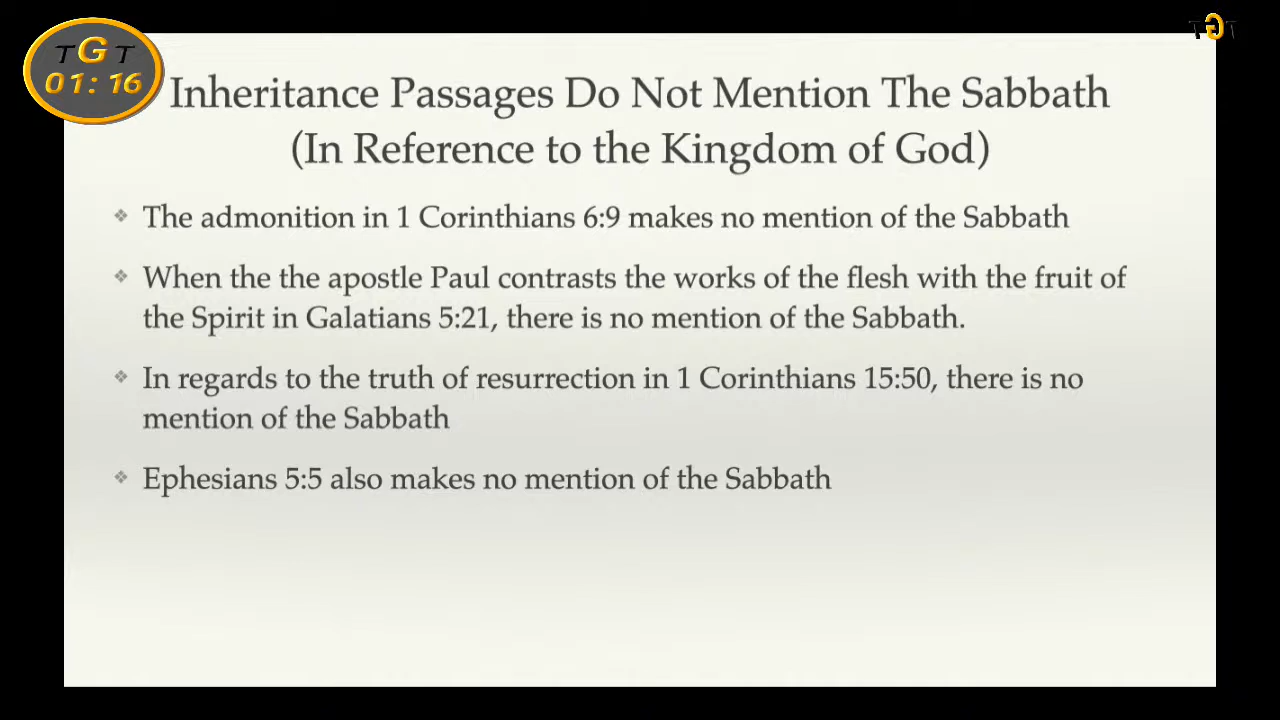 TGT
01:16
TGT
Inheritance Passages Do Not Mention The Sabbath
(In Reference to the Kingdom of God)
❖ The admonition in 1 Corinthians 6:9 makes no mention of the Sabbath
❖ When the the apostle Paul contrasts the works of the flesh with the fruit of
the Spirit in Galatians 5:21, there is no mention of the Sabbath.
❖ In regards to the truth of resurrection in 1 Corinthians 15:50, there is no
mention of the Sabbath
❖ Ephesians 5:5 also makes no mention of the Sabbath